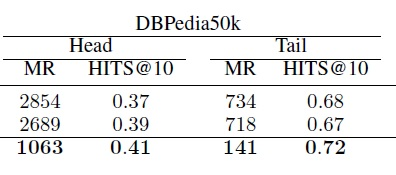 DBPedia50k
Head Tail
MR HITS@10 MR HITS@10
2854 0.37 734 0.68
2689 0.39 718 0.67
1063 0.41 141 0.72